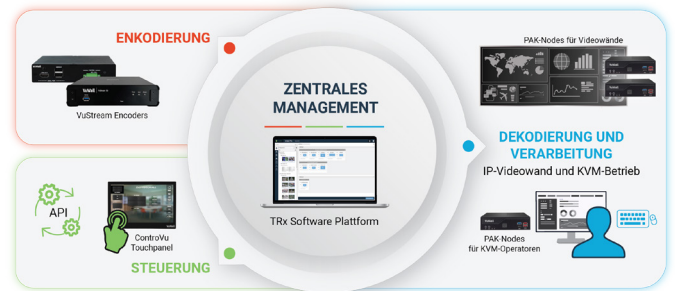 ENKODIERUNG
VuStream Encoders
API
ControVu
Touchpanel
STEUERUNG
ZENTRALES
MANAGEMENT
TRx Software Plattform
PAK-Nodes für Videowände
DEKODIERUNG UND
VERARBEITUNG
IP-Videowand und KVM-Betrieb
PAK-Nodes
für KVM-Operatoren